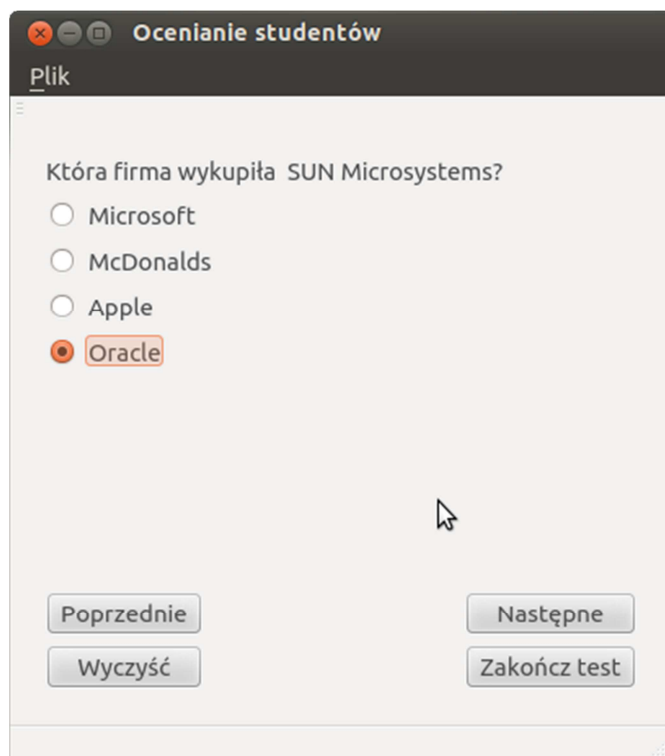 Ocenianie studentów
Plik
Która firma wykupiła  SUN Microsystems?
Microsoft
McDonalds
Apple
Oracle
Poprzednie
Następne
Wyczyść
Zakończ test